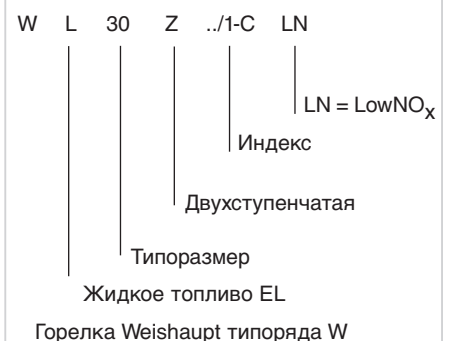 W L 30 Z ../1-C LN
LN = LowNOx
Индекс
Двухступенчатая
Типоразмер
Жидкое топливо EL
Горелка Weishaupt типоряда W